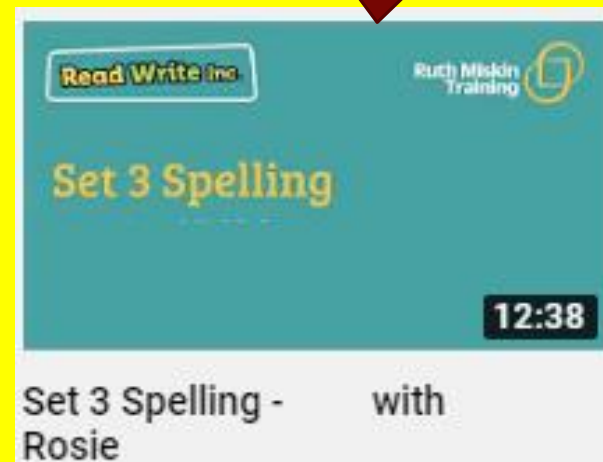 Read Write Inc.
Ruth Miskin
Training
Set 3 Spelling
12:38
Set 3 Spelling - with
Rosie